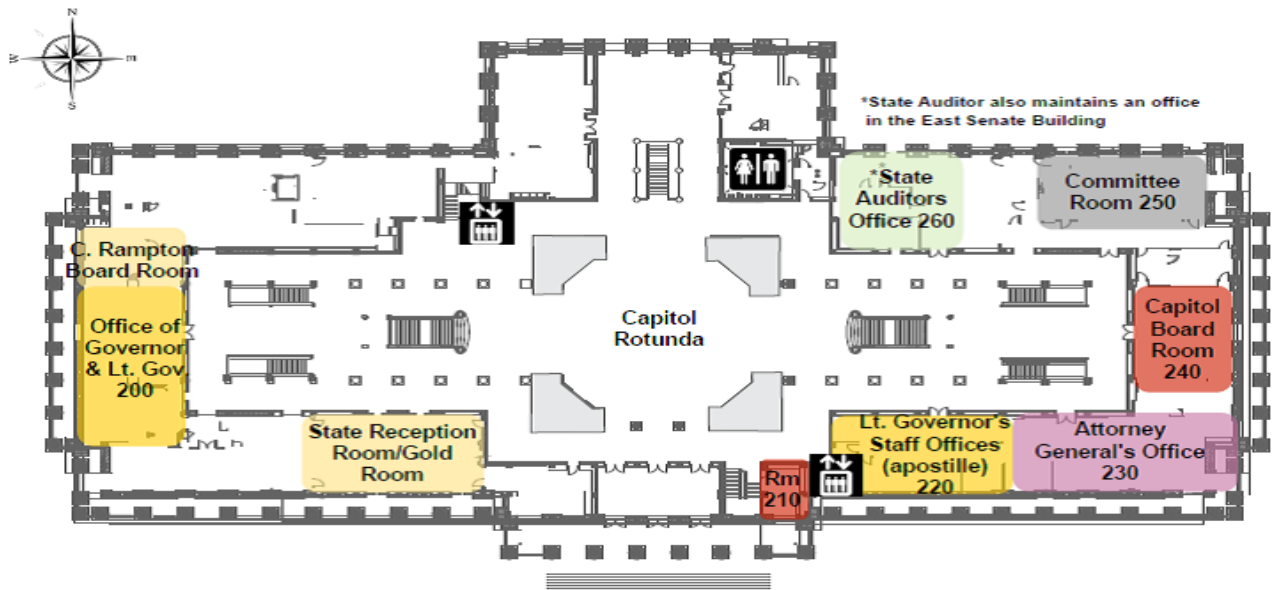 N
W
E
S
*State Auditor also maintains an office
in the East Senate Building
*State
Auditors
Office 260
Committee
Room 250
C. Rampton
Board Room
Office of
Governor
& Lt. Gov.
200
Capitol
Rotunda
Capitol
Board
Room
240
State Reception
Room/Gold
Room
Rm
210
Lt. Governor's
Staff Offices
(apostille)
220
Attorney
General's Office
230